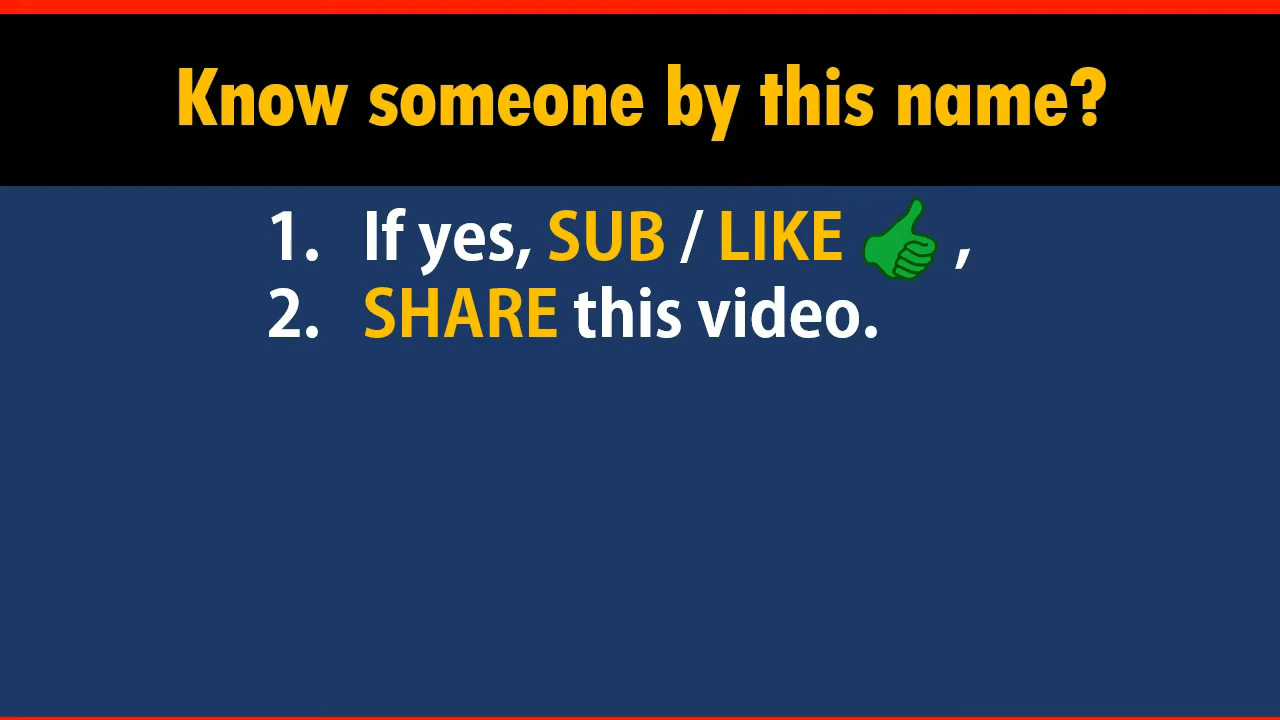 Know someone by this name?
1. If yes, SUB / LIKE ,
2. SHARE this video.